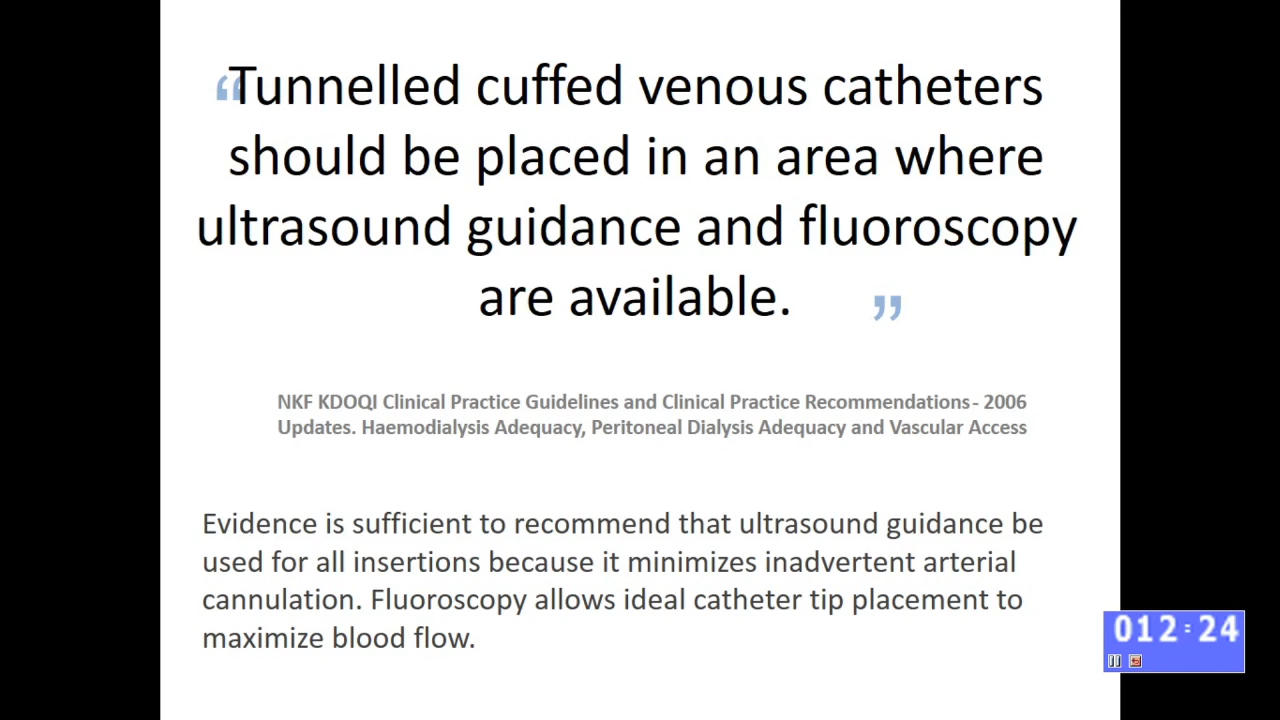 “Tunnelled cuffed venous catheters
should be placed in an area where
ultrasound guidance and fluoroscopy
are available. ”
NKF KDOQI Clinical Practice Guidelines and Clinical Practice Recommendations - 2006
Updates. Haemodialysis Adequacy, Peritoneal Dialysis Adequacy and Vascular Access
Evidence is sufficient to recommend that ultrasound guidance be
used for all insertions because it minimizes inadvertent arterial
cannulation. Fluoroscopy allows ideal catheter tip placement to
maximize blood flow.
012:24